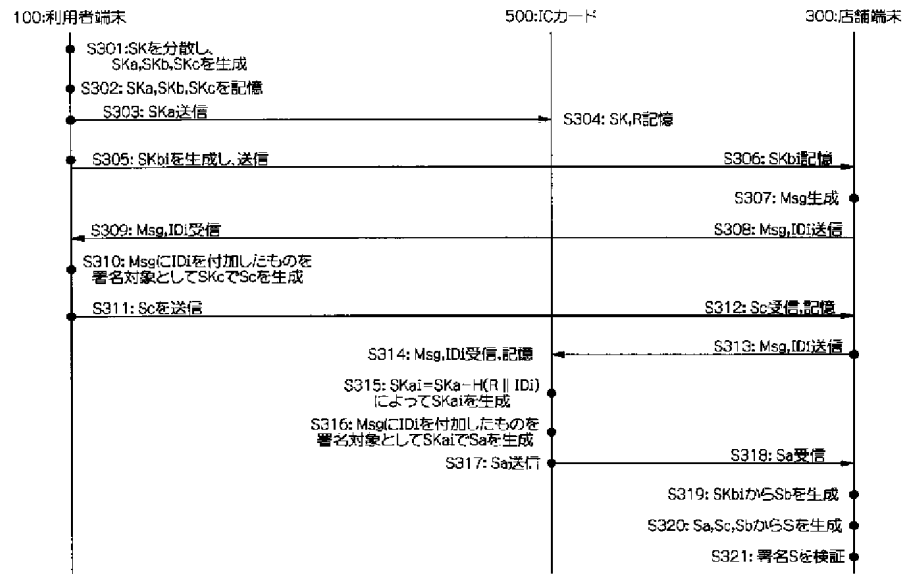 100:利用者端末
500:ICカード
300:店舗端末
S301:SKを分散し、
SKa,SKb,SKcを生成
S302: SKa,SKb,SKcを記憶
S303: SKa送信
S304: SK,R記憶
S305: SKbiを生成し、送信
S306: SKbi記憶
S307: Msg生成
S309: Msg,IDi受信
S308: Msg,IDi送信
S310: MsgにIDiを付加したものを
署名対象としてSKcでScを生成
S311: Scを送信
S312: Sc受信,記憶
S314: Msg,IDi受信,記憶
S313: Msg,IDi送信
S315: SKai=SKa-H(R || IDi)
によってSKaiを生成
S316: MsgにIDiを付加したものを
署名対象としてSKaiでSaを生成
S317: Sa送信
S318: Sa受信
S319: SKbiからSbを生成
S320: Sa,Sc,SbからSを生成
S321: 署名Sを検証